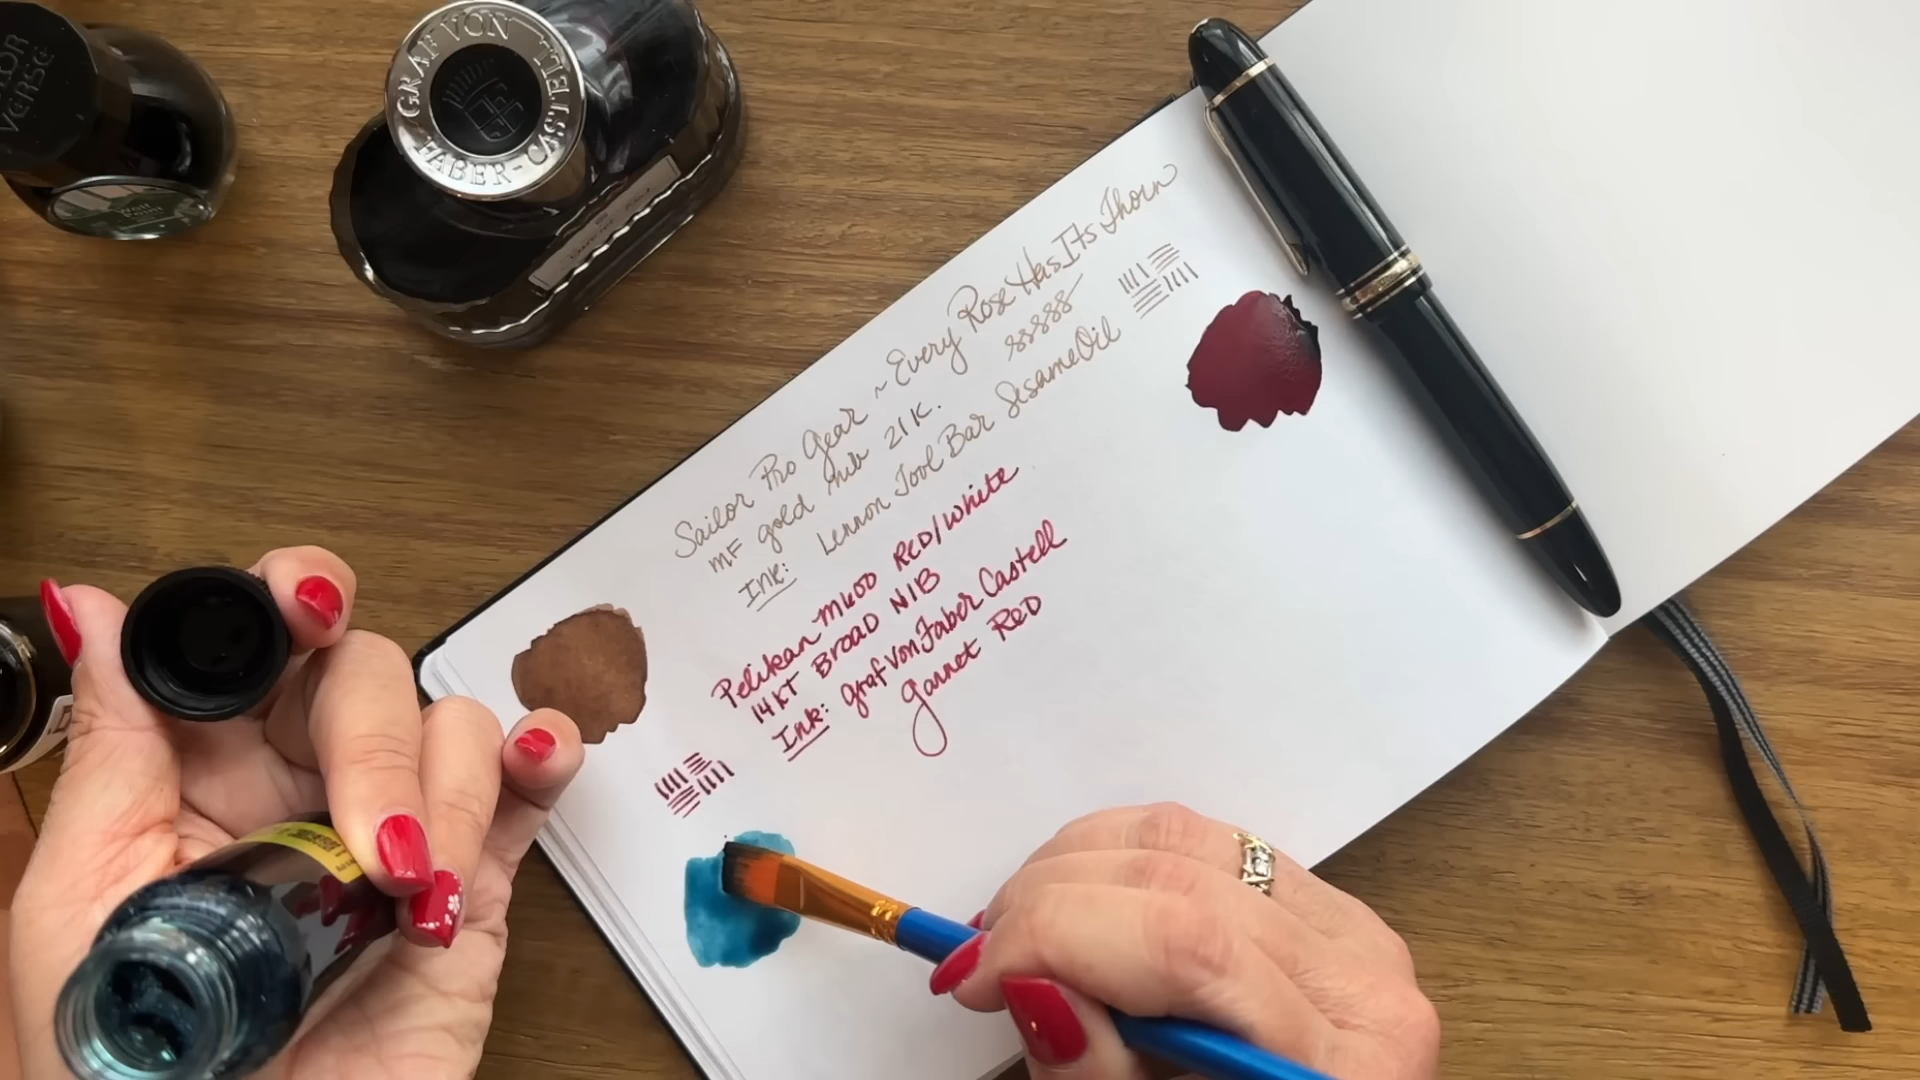 GRAF VON FABER-CASTELL
Sailor Pro Gear ~ Every Rose Has Its Thorn
MF gold nib 21K. 88888
Ink: Lennon Tool Bar Sesame Oil
Pelikan M600 RED/White
14KT BROAD NIB
Ink: Graf Von Faber Castell
Garnet RED